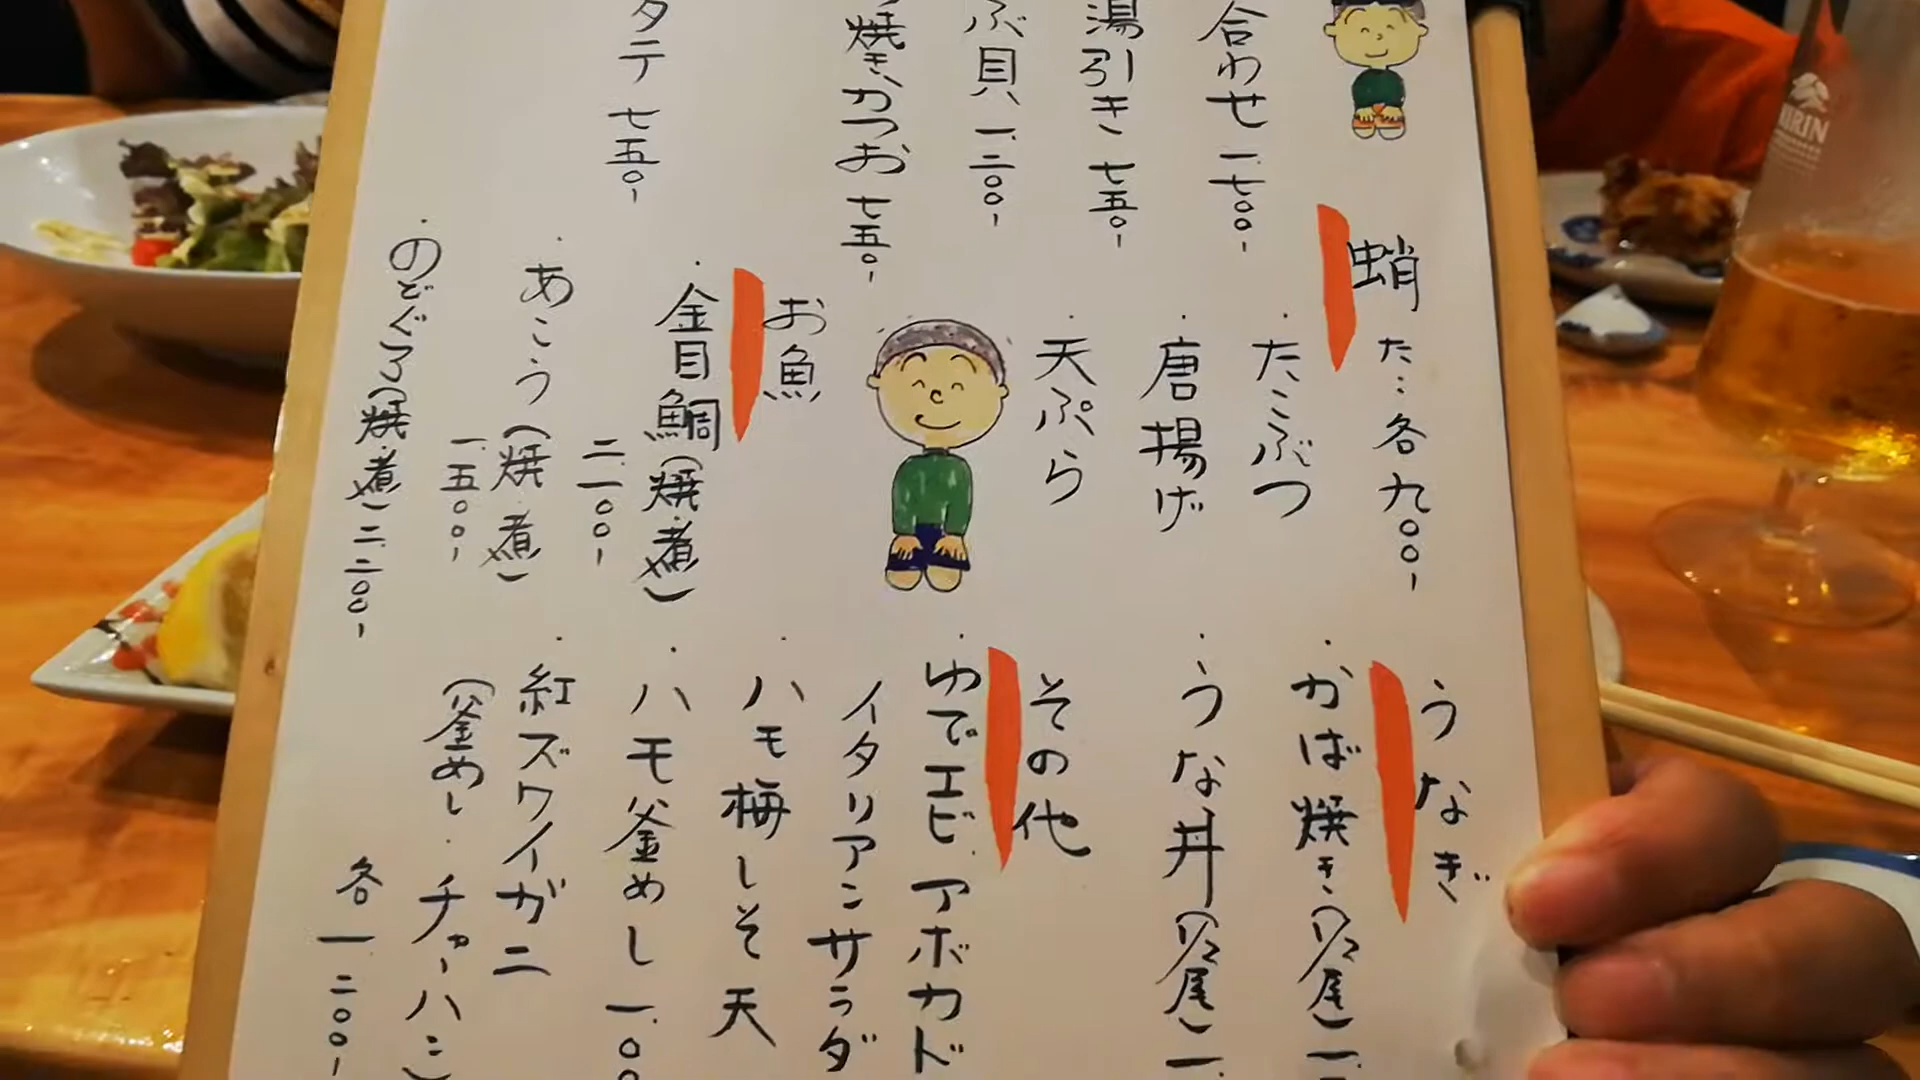 合わせ 一、七〇〇-
湯引き 七五〇-
ぶ貝 一、二〇〇-
焼き かつお 七五〇-
タテ 七五〇-
蛸
各九〇〇-
・たこぶつ
・唐揚げ
・天ぷら
お魚
・金目鯛(焼・煮)
二、一〇〇-
・あこう(焼・煮)
一、五〇〇-
・のどぐろ(焼・煮)二、二〇〇-
うなぎ
・かば焼き
・うな丼
その他
・ゆでエビ・アボカド
イタリアンサラダ
・ハモ梅しそ天
・ハモ釜めし 一、
・紅ズワイガニ
(釜めし・チャーハン)
各一、二〇〇-
KIRIN